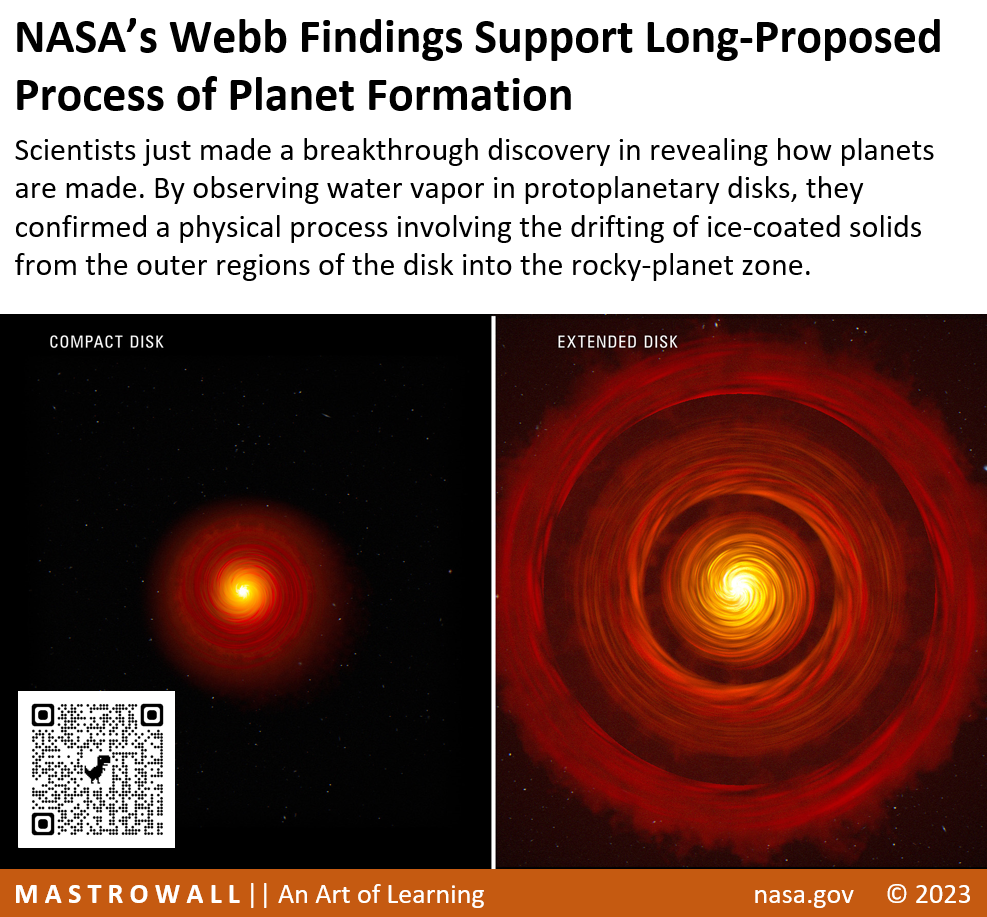 NASA’s Webb Findings Support Long-Proposed
Process of Planet Formation
Scientists just made a breakthrough discovery in revealing how planets
are made. By observing water vapor in protoplanetary disks, they
confirmed a physical process involving the drifting of ice-coated solids
from the outer regions of the disk into the rocky-planet zone.
COMPACT DISK
EXTENDED DISK
MASTROWALL || An Art of Learning
nasa.gov © 2023